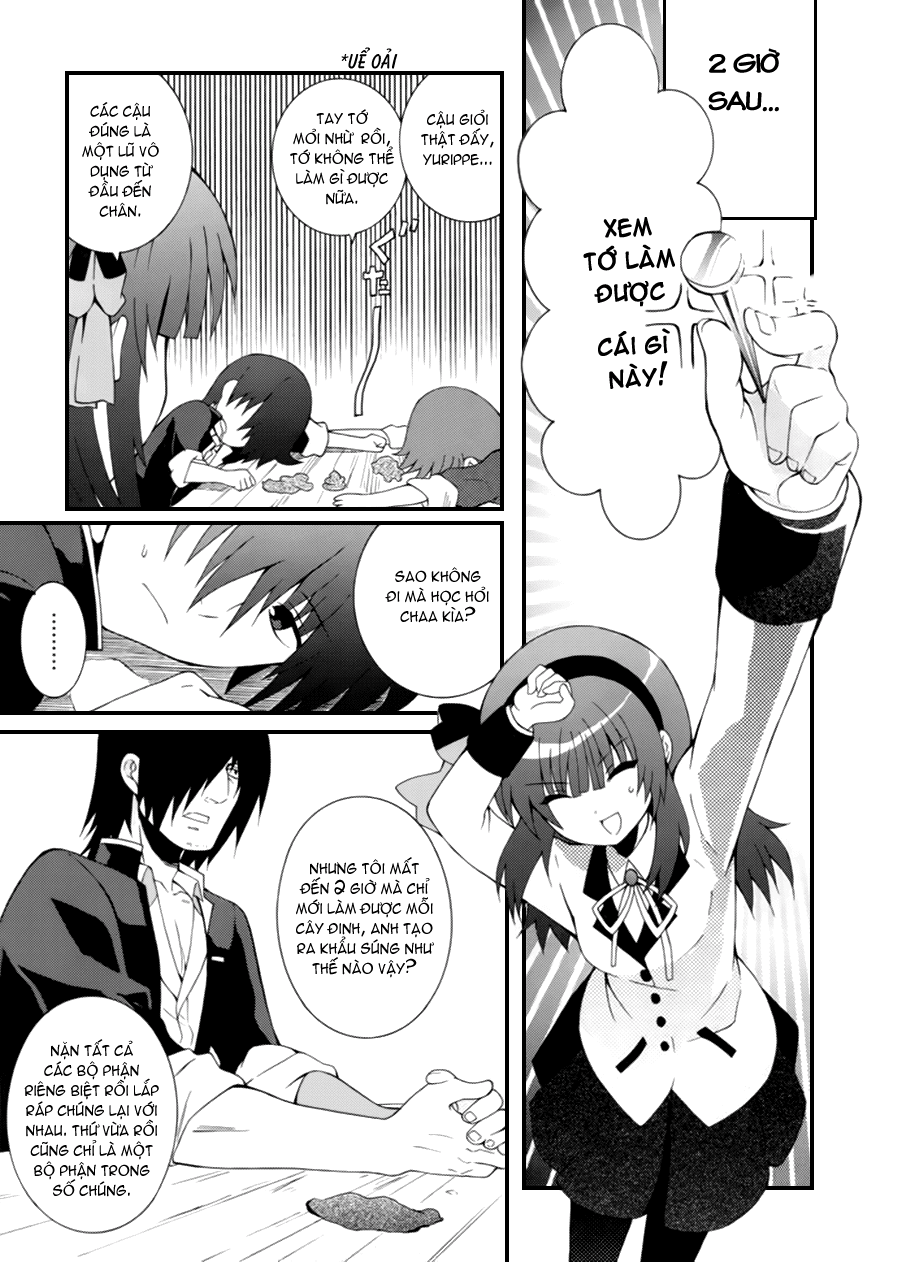 2 GIỜ
SAU...
XEM
TỚ LÀM
ĐƯỢC
CÁI GÌ
NÀY!
*UỂ OẢI
CẬU GIỎI
THẬT ĐẤY,
YURIPPE...
TAY TỚ
MỎI NHỪ RỒI,
TỚ KHÔNG THỂ
LÀM GÌ ĐƯỢC
NỮA.
CÁC CẬU
ĐÚNG LÀ
MỘT LŨ VÔ
DỤNG TỪ
ĐẦU ĐẾN
CHÂN.
ぐた
SAO KHÔNG
ĐI MÀ HỌC HỎI
CHAA KÌA?
.........
NHƯNG TÔI MẤT
ĐẾN 2 GIỜ MÀ CHỈ
MỚI LÀM ĐƯỢC MỖI
CÂY ĐINH, ANH TẠO
RA KHẨU SÚNG NHƯ
THẾ NÀO VẬY?
NẶN TẤT CẢ
CÁC BỘ PHẬN
RIÊNG BIỆT RỒI LẮP
RÁP CHÚNG LẠI VỚI
NHAU. THỨ VỪA RỒI
CŨNG CHỈ LÀ MỘT
BỘ PHẬN TRONG
SỐ CHÚNG.